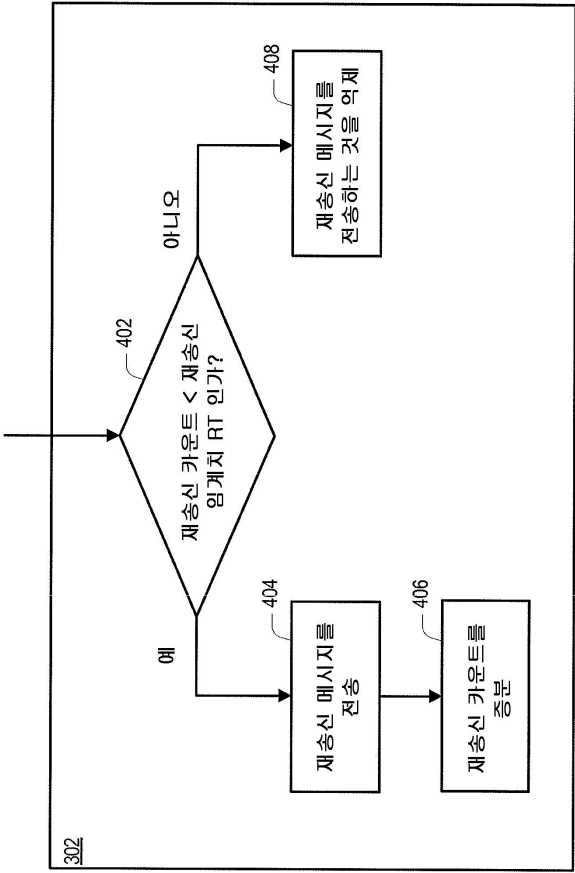 302
402
재송신 카운트 < 재송신
임계치 RT 인가?
예
아니오
404
재송신 메시지를
전송
408
재송신 메시지를
전송하는 것을 억제
406
재송신 카운트를
증분